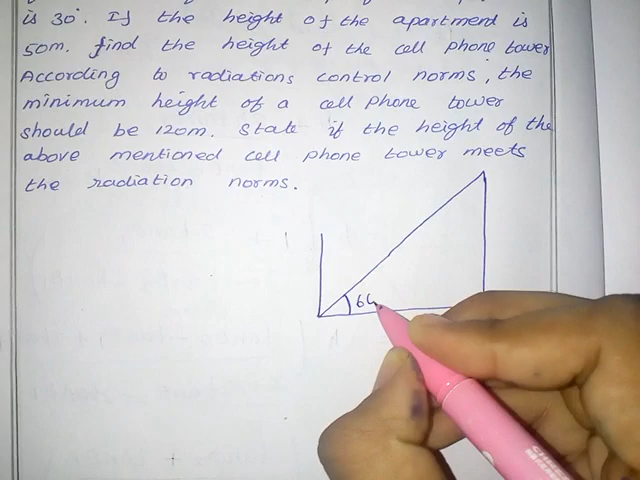 is 30°. If the height of the apartment is
50m. find the height of the cell phone tower
According to radiations control norms, the
minimum height of a cell phone tower
should be 120m. State if the height of the
above mentioned cell phone tower meets
the radiation norms.